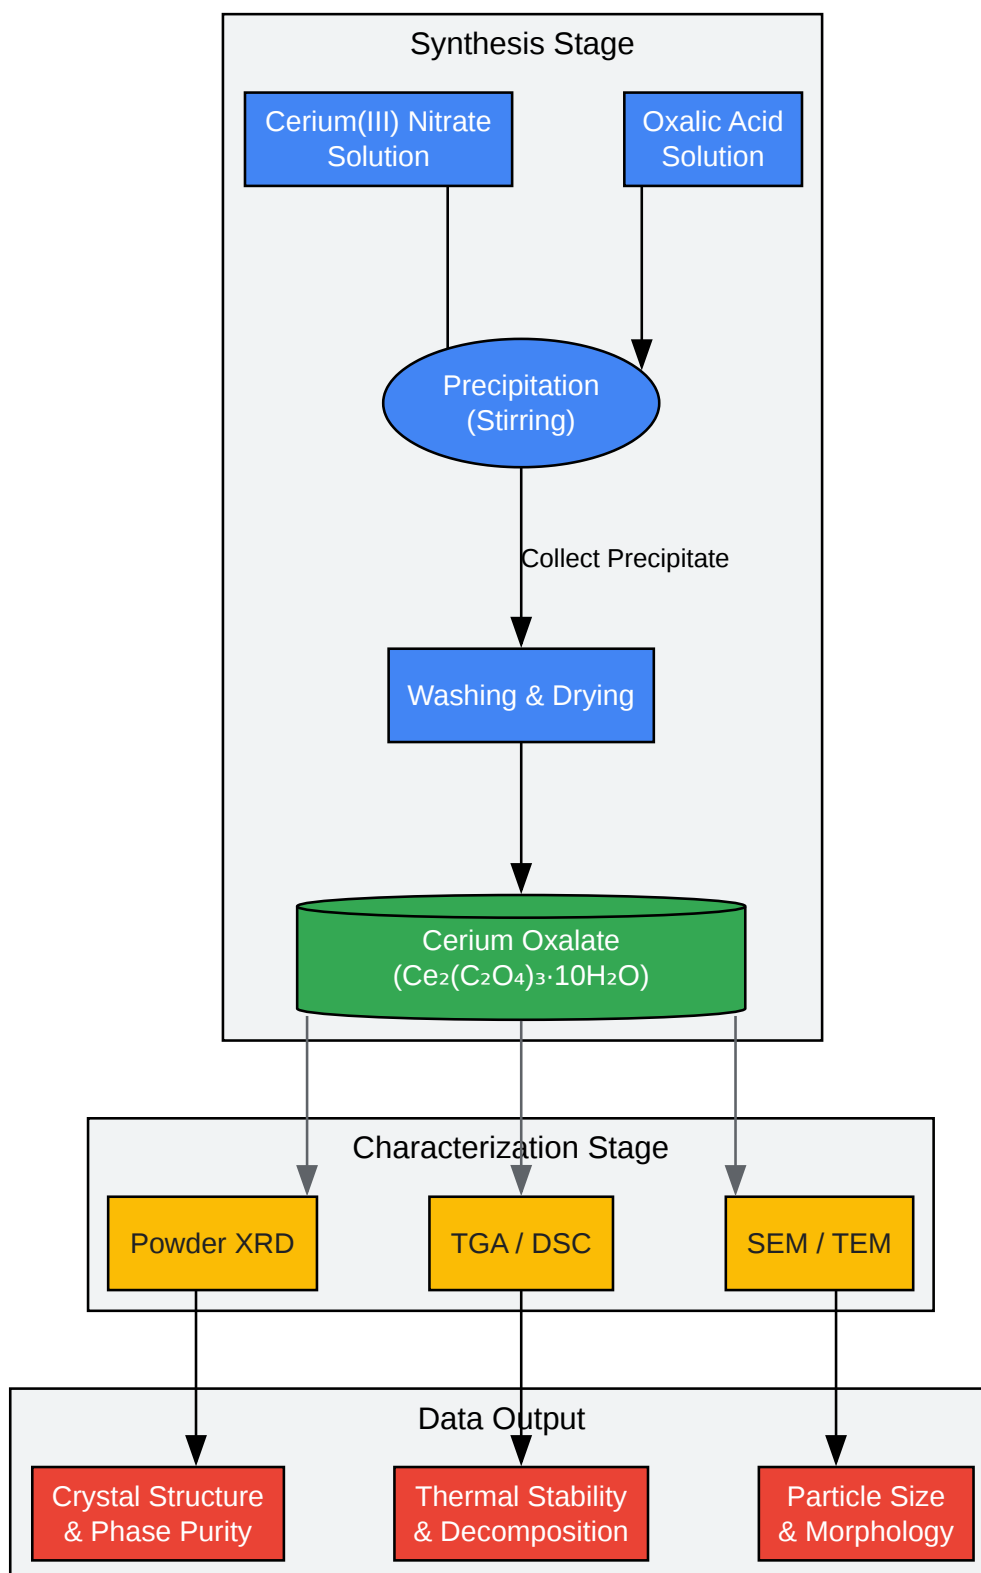 Synthesis Stage
Cerium(III) Nitrate
Solution
Oxalic Acid
Solution
Precipitation
(Stirring)
Collect Precipitate
Washing & Drying
Cerium Oxalate
(Ce₂(C₂O₄)₃·10H₂O)
Characterization Stage
Powder XRD
TGA / DSC
SEM / TEM
Data Output
Crystal Structure
& Phase Purity
Thermal Stability
& Decomposition
Particle Size
& Morphology